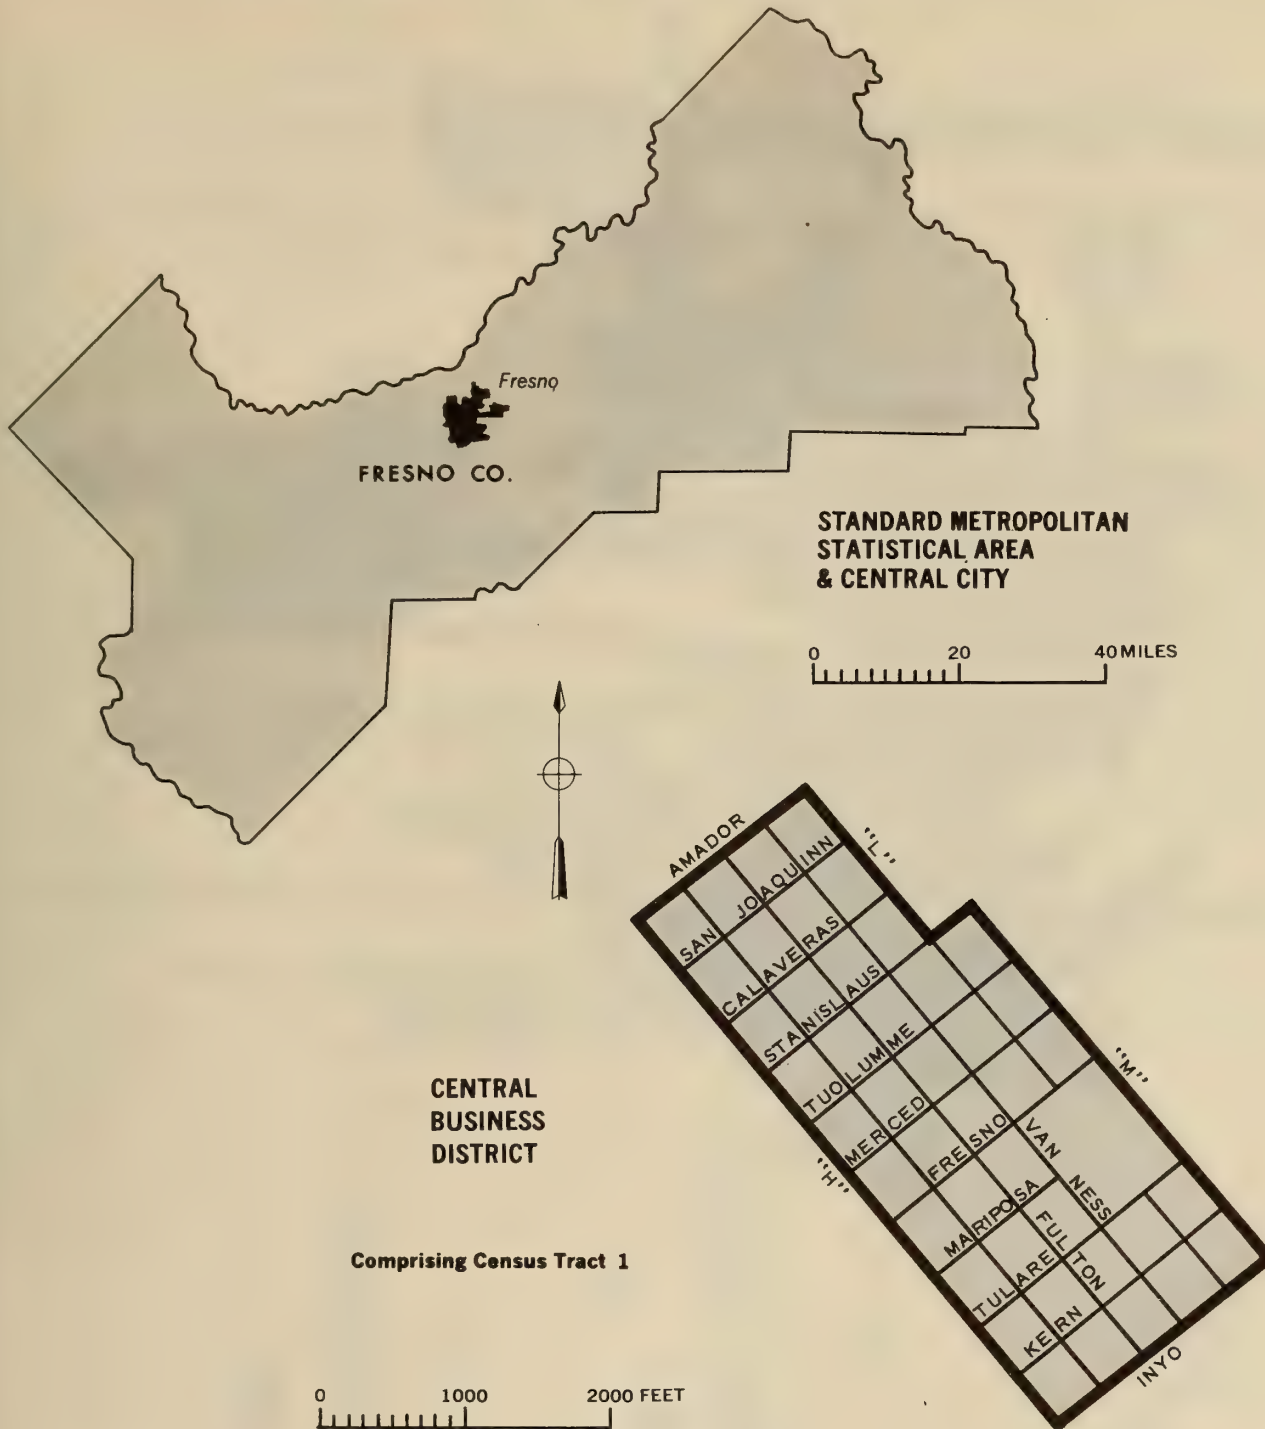 Fresno
FRESNO CO.
STANDARD METROPOLITAN
STATISTICAL AREA
& CENTRAL CITY
0 20 40 MILES
AMADOR
"L"
SAN JOAQUINN
CALAVERAS
STANISLAUS
TUOLUMME
MERCED
"M"
"H"
FRESNO
VAN NESS
MARIPOSA
FULTON
TULARE
KERN
INYO
CENTRAL
BUSINESS
DISTRICT
Comprising Census Tract 1
0 1000 2000 FEET